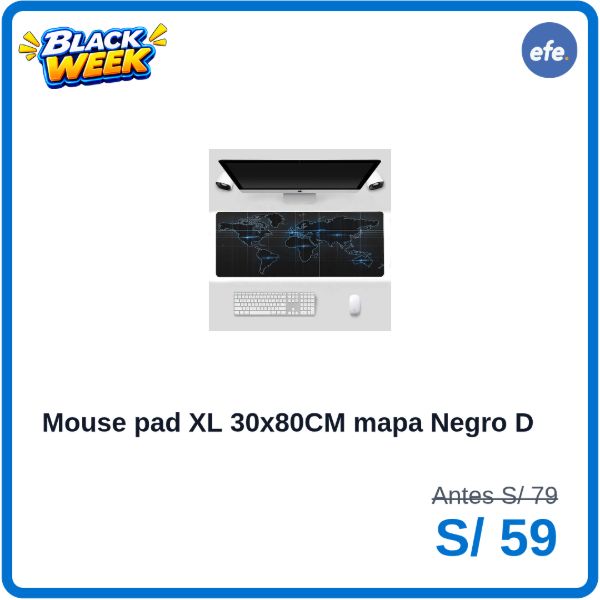 BLACK
WEEK
efe.
Mouse pad XL 30x80CM mapa Negro D
Antes S/ 79
S/ 59